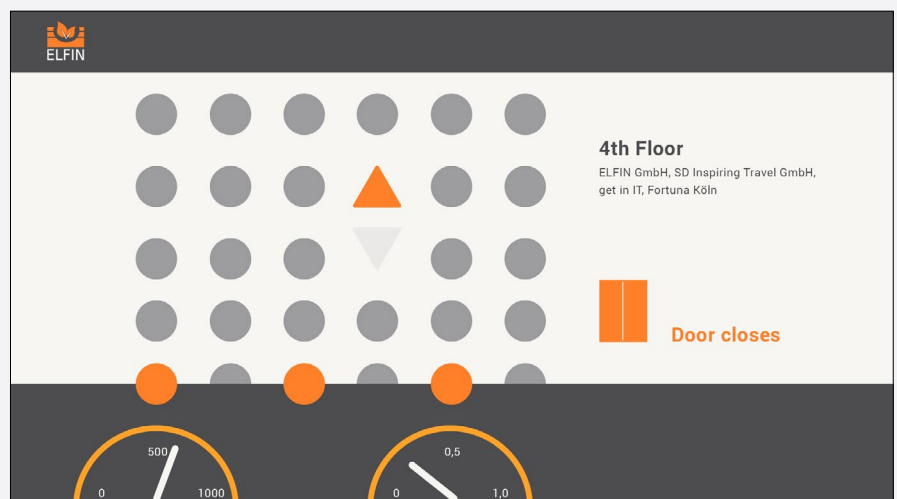 ELFIN
4th Floor
ELFIN GmbH, SD Inspiring Travel GmbH,
get in IT, Fortuna Köln
Door closes
500
0
1000
0,5
0
1,0